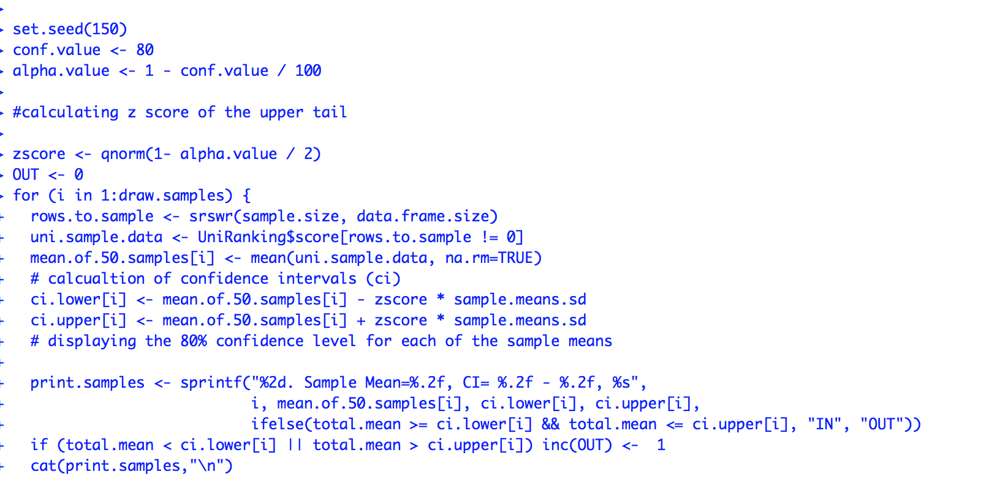 >
> set.seed(150)
> conf.value <- 80
> alpha.value <- 1 - conf.value / 100
>
> #calculating z score of the upper tail
>
> zscore <- qnorm(1- alpha.value / 2)
> OUT <- 0
> for (i in 1:draw.samples) {
+   rows.to.sample <- srswr(sample.size, data.frame.size)
+   uni.sample.data <- UniRanking$score[rows.to.sample != 0]
+   mean.of.50.samples[i] <- mean(uni.sample.data, na.rm=TRUE)
+   # calcualtion of confidence intervals (ci)
+   ci.lower[i] <- mean.of.50.samples[i] - zscore * sample.means.sd
+   ci.upper[i] <- mean.of.50.samples[i] + zscore * sample.means.sd
+   # displaying the 80% confidence level for each of the sample means
+
+   print.samples <- sprintf("%2d. Sample Mean=%.2f, CI= %.2f - %.2f, %s",
+                            i, mean.of.50.samples[i], ci.lower[i], ci.upper[i],
+                            ifelse(total.mean >= ci.lower[i] && total.mean <= ci.upper[i], "IN", "OUT"))
+   if (total.mean < ci.lower[i] || total.mean > ci.upper[i]) inc(OUT) <-  1
+   cat(print.samples,"\n")